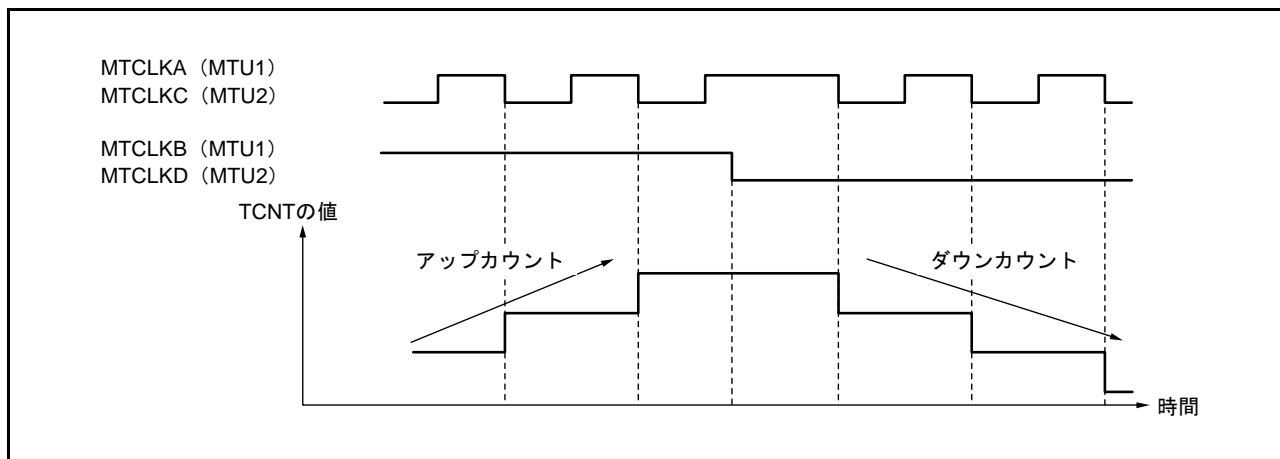 MTCLKA（MTU1）
MTCLKC（MTU2）
MTCLKB（MTU1）
MTCLKD（MTU2）
TCNTの値
アップカウント
ダウンカウント
時間